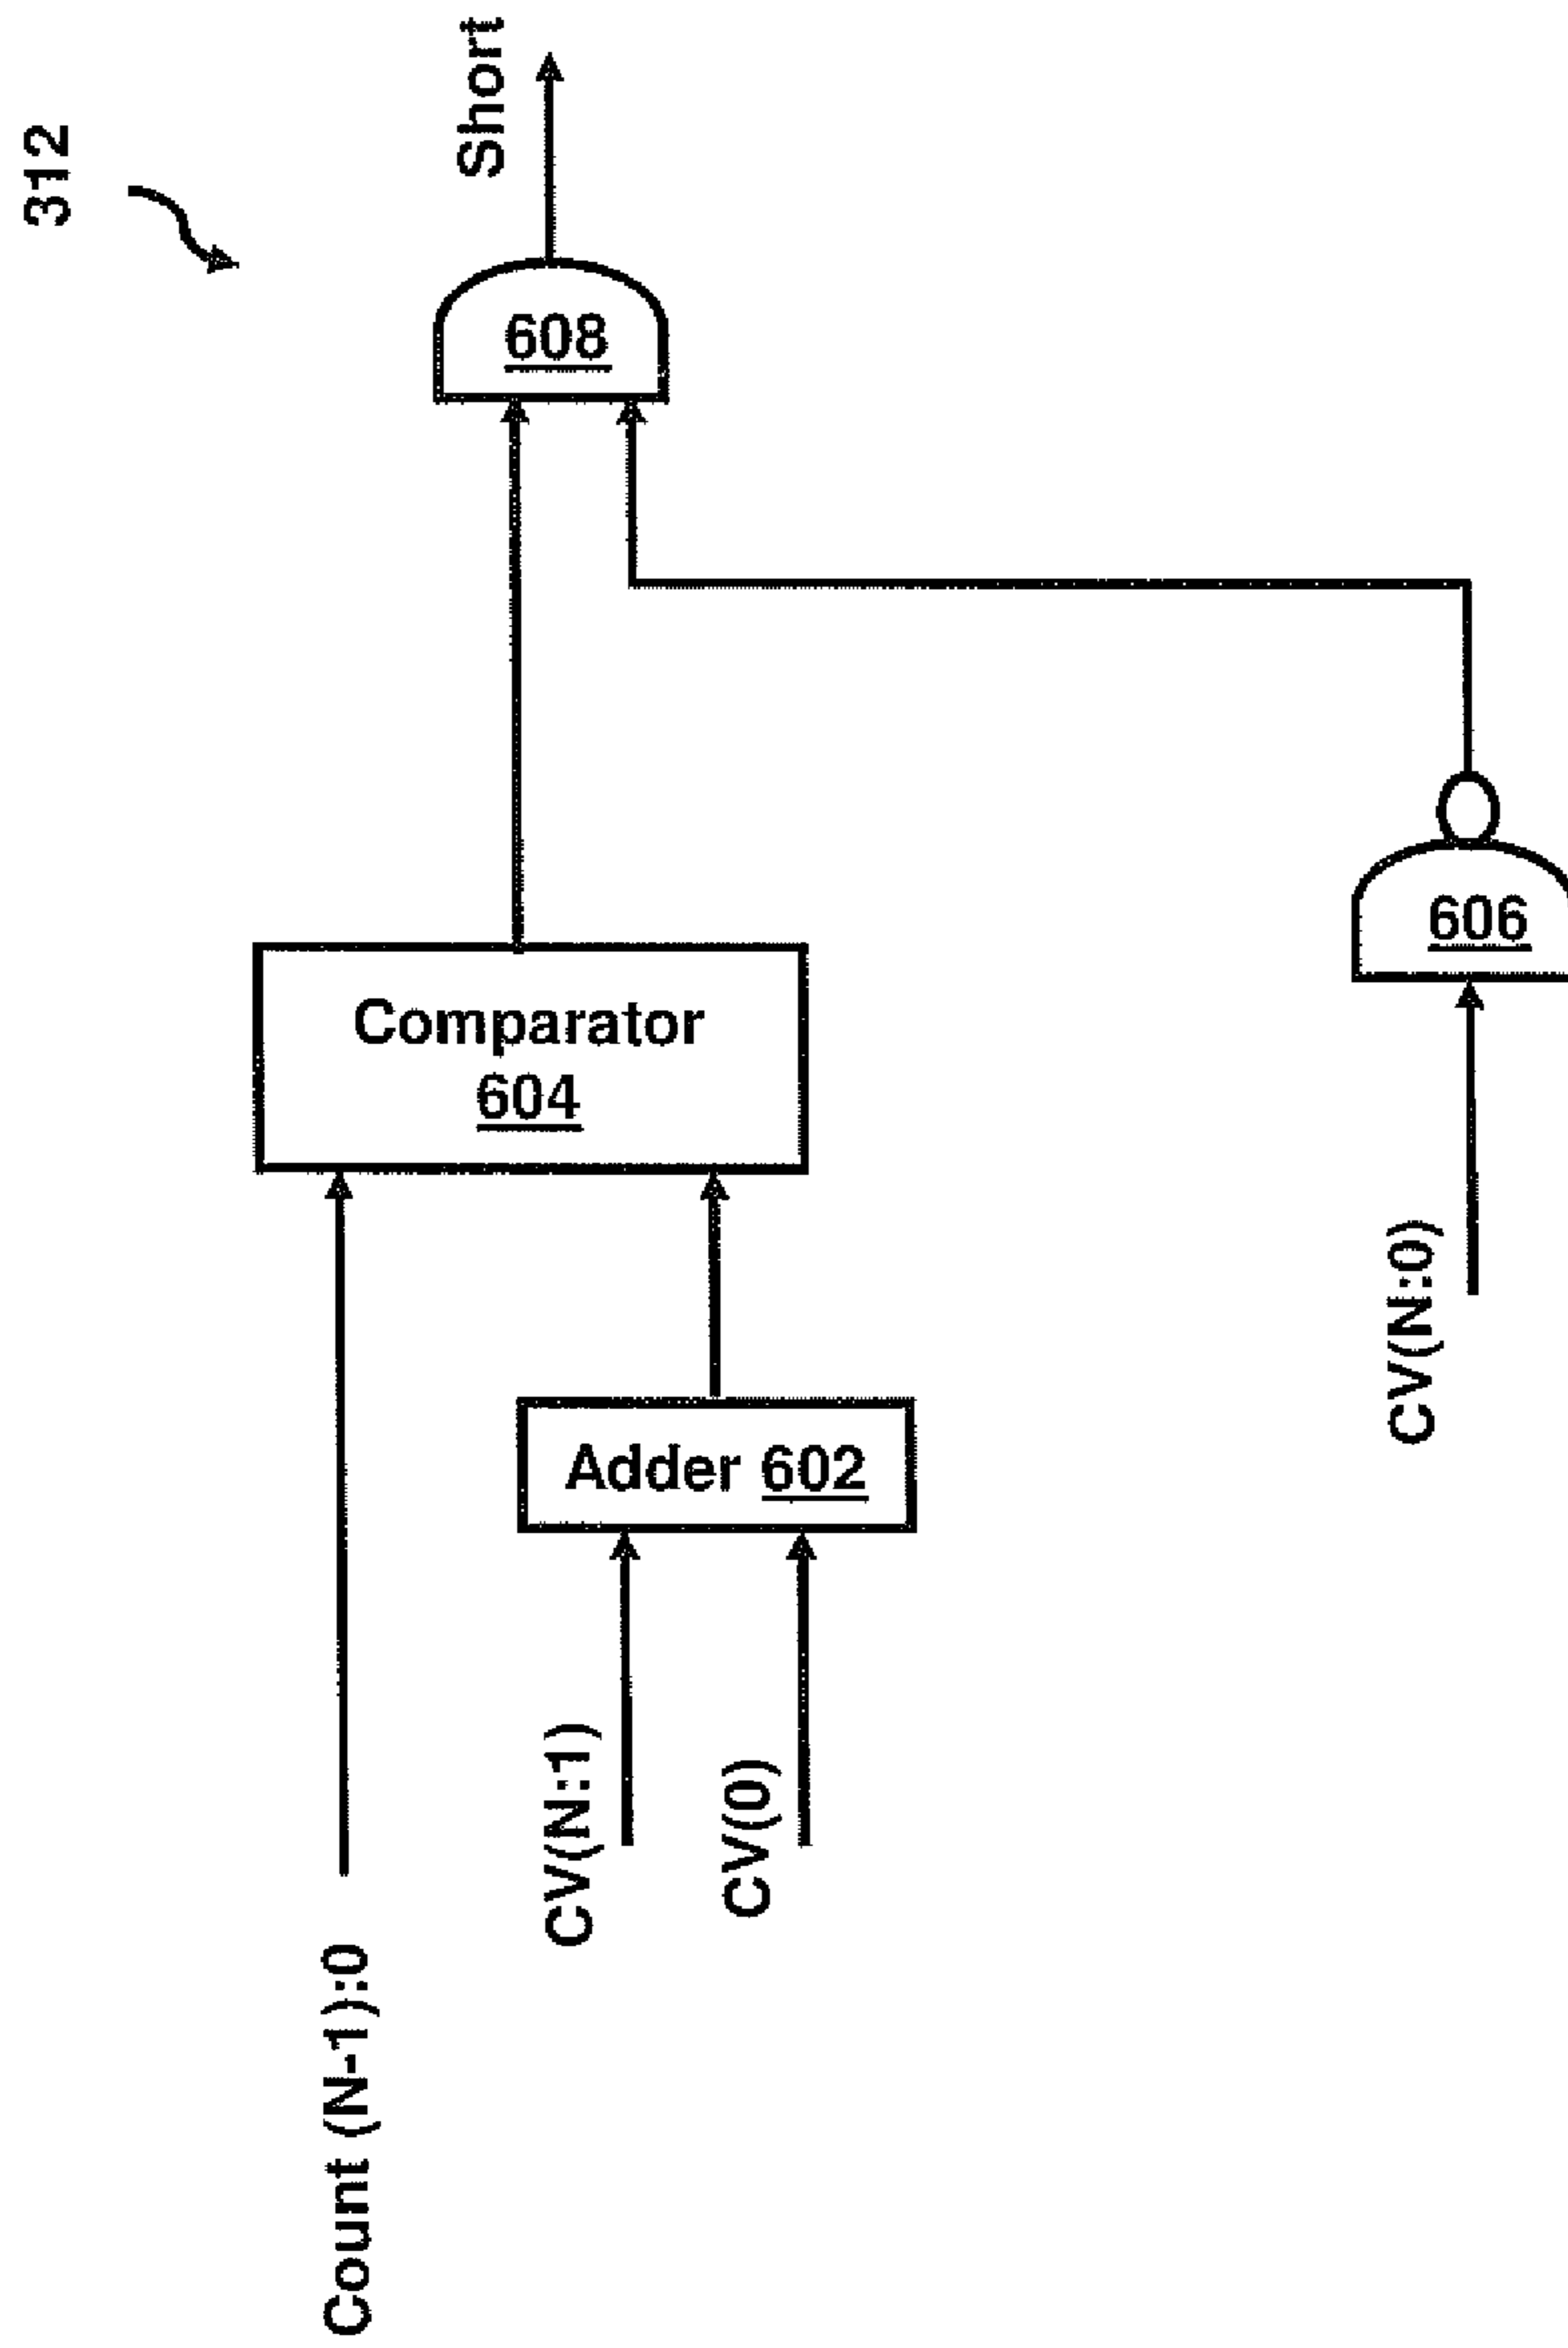 312
Short
608
Comparator
604
606
Adder 602
CV(N:0)
CV(N:1)
CV(0)
Count (N-1):0